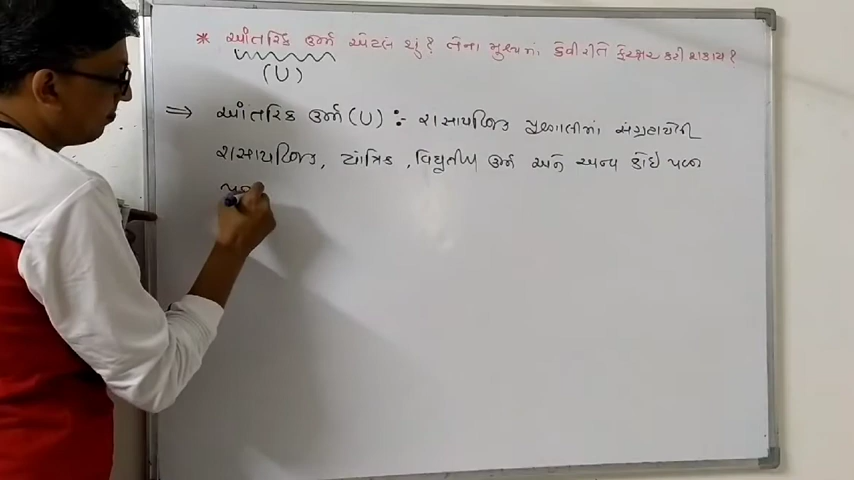 * આંતરિક ઉર્જા એટલે શું? તેના મુલ્યમાં કેવી રીતે ફેરફાર કરી શકાય?
(U)
⇒ આંતરિક ઉર્જા (U) :- રાસાયણિક પ્રણાલીમાં સંગ્રહાયેલી
રાસાયણિક, યાંત્રિક, વિદ્યુતીય ઉર્જા અને અન્ય કોઈ પણ